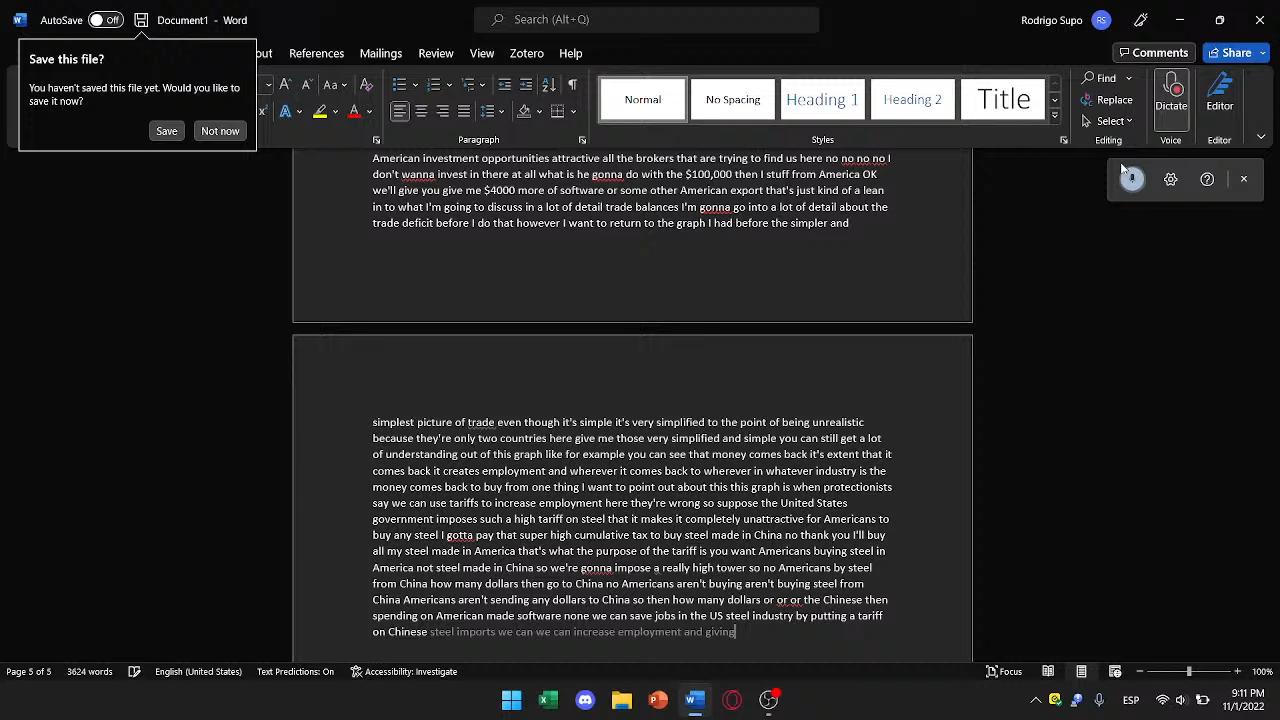 AutoSave Off Document1 - Word Search (Alt+Q) Rodrigo Supo RS
Save this file?
You haven't saved this file yet. Would you like to
save it now?
Save Not now
out References Mailings Review View Zotero Help Comments Share
Normal No Spacing Heading 1 Heading 2 Title
Find
Replace
Select
Dictate
Editor
Paragraph Styles Editing Voice Editor
American investment opportunities attractive all the brokers that are trying to find us here no no no no I
don't wanna invest in there at all what is he gonna do with the $100,000 then I stuff from America OK
we'll give you give me $4000 more of software or some other American export that's just kind of a lean
in to what I'm going to discuss in a lot of detail trade balances I'm gonna go into a lot of detail about the
trade deficit before I do that however I want to return to the graph I had before the simpler and
simplest picture of trade even though it's simple it's very simplified to the point of being unrealistic
because they're only two countries here give me those very simplified and simple you can still get a lot
of understanding out of this graph like for example you can see that money comes back it's extent that it
comes back it creates employment and wherever it comes back to wherever in whatever industry is the
money comes back to buy from one thing I want to point out about this this graph is when protectionists
say we can use tariffs to increase employment here they're wrong so suppose the United States
government imposes such a high tariff on steel that it makes it completely unattractive for Americans to
buy any steel I gotta pay that super high cumulative tax to buy steel made in China no thank you I'll buy
all my steel made in America that's what the purpose of the tariff is you want Americans buying steel in
America not steel made in China so we're gonna impose a really high tower so no Americans by steel
from China how many dollars then go to China no Americans aren't buying aren't buying steel from
China Americans aren't sending any dollars to China so then how many dollars or or or the Chinese then
spending on American made software none we can save jobs in the US steel industry by putting a tariff
on Chinese steel imports we can we can increase employment and giving
Page 5 of 5 3624 words English (United States) Text Predictions: On Accessibility: Investigate Focus 100%
ESP
9:11 PM
11/1/2022